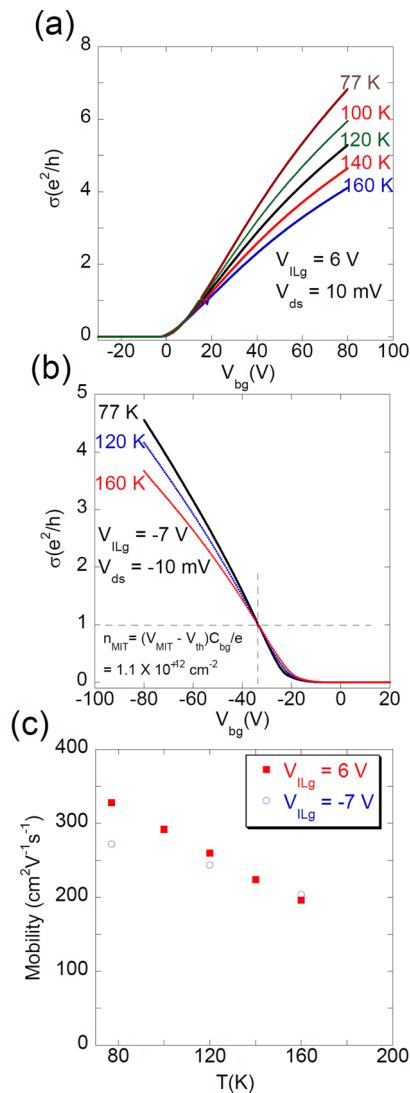 (a)
8
6
4
2
0
σ(e²/h)
77 K
100 K
120 K
140 K
160 K
V_ILg = 6 V
V_ds = 10 mV
-20 0 20 40 60 80 100
V_bg(V)
(b)
5
4
3
2
1
0
σ(e²/h)
77 K
120 K
160 K
V_ILg = -7 V
V_ds = -10 mV
n_MIT= (V_MIT - V_th)C_bg/e
= 1.1 X 10⁺¹² cm⁻²
-100 -80 -60 -40 -20 0 20
V_bg(V)
(c)
400
300
200
100
0
Mobility (cm²V⁻¹s⁻¹)
V_ILg = 6 V
V_ILg = -7 V
80 120 160 200
T(K)